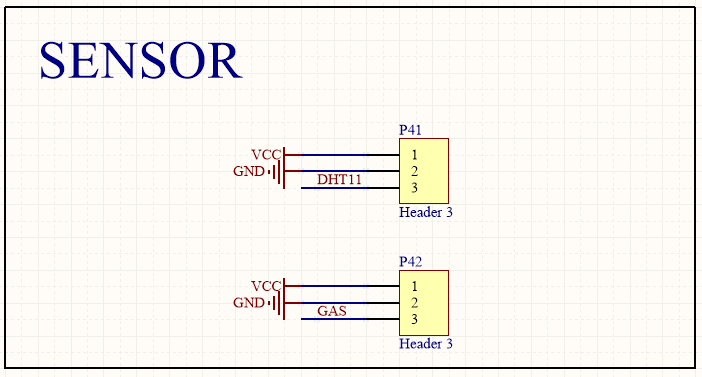 SENSOR
P41
VCC 1
GND 2
DHT11 3
Header 3
P42
VCC 1
GND 2
GAS 3
Header 3